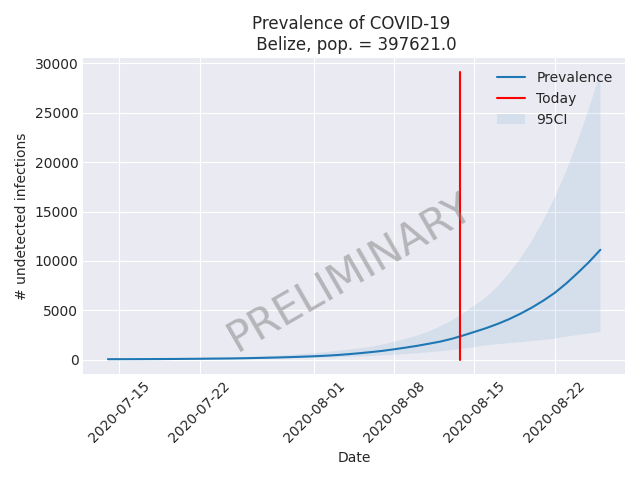 Prevalence of COVID-19
Belize, pop. = 397621.0
30000
25000
20000
15000
10000
5000
0
# undetected infections
Prevalence
Today
95CI
PRELIMINARY
2020-07-15
2020-07-22
2020-08-01
2020-08-08
2020-08-15
2020-08-22
Date